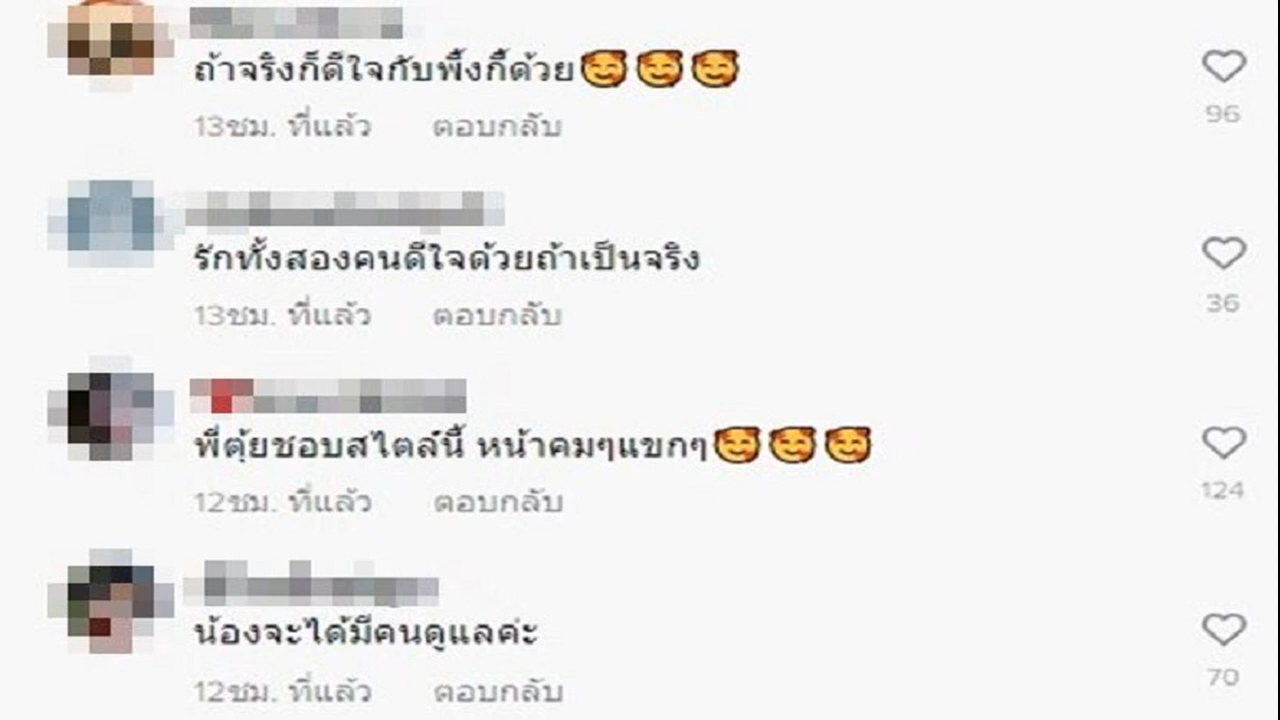 ถ้าจริงก็ดีใจกับพิ้งกี้ด้วย🥰🥰🥰
96
13ชม. ที่แล้ว ตอบกลับ
รักทั้งสองคนดีใจด้วยถ้าเป็นจริง
36
13ชม. ที่แล้ว ตอบกลับ
พี่ตุ้ยชอบสไตล์นี้ หน้าคมๆแขกๆ🥰🥰🥰
124
12ชม. ที่แล้ว ตอบกลับ
น้องจะได้มีคนดูแลค่ะ
70
12ชม. ที่แล้ว ตอบกลับ